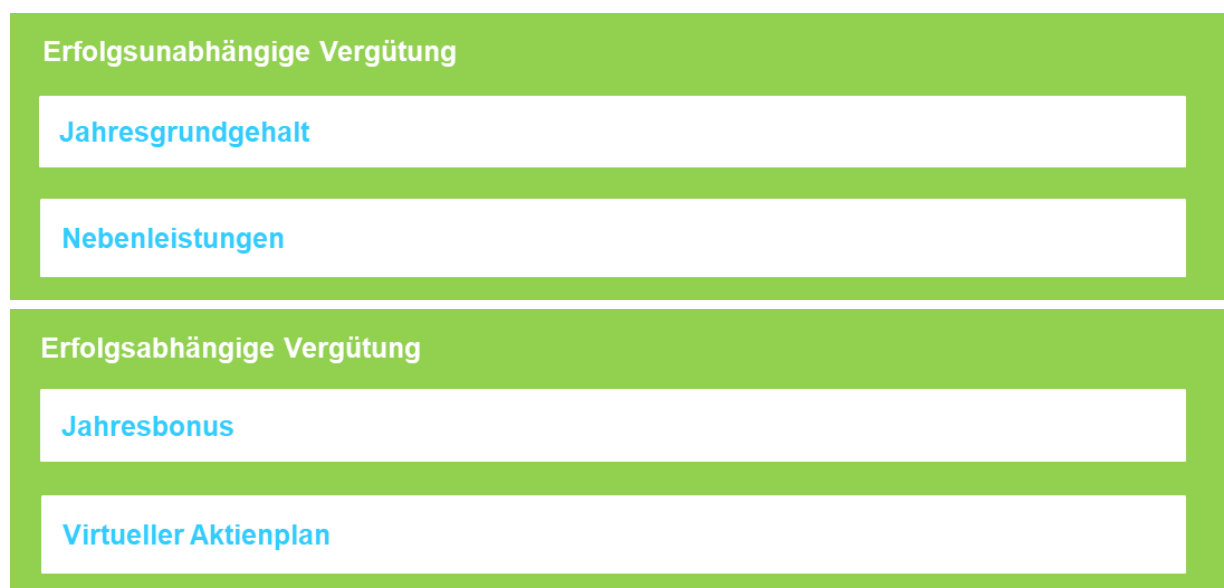 Erfolgsunabhängige Vergütung
Jahresgrundgehalt
Nebenleistungen
Erfolgsabhängige Vergütung
Jahresbonus
Virtueller Aktienplan